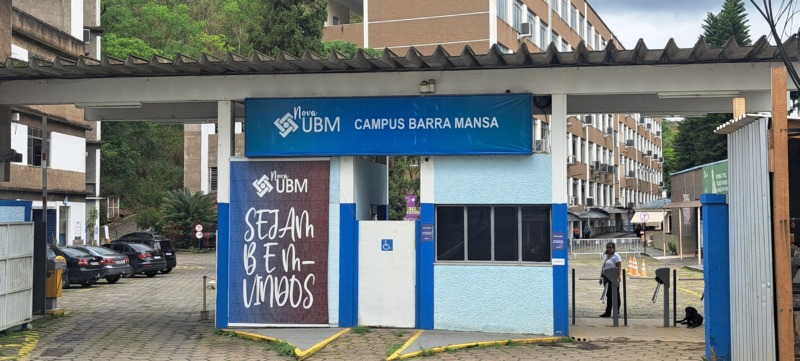 Nova
UBM
CAMPUS BARRA MANSA
Nova
UBM
SEJAM
BEM-
VINDOS